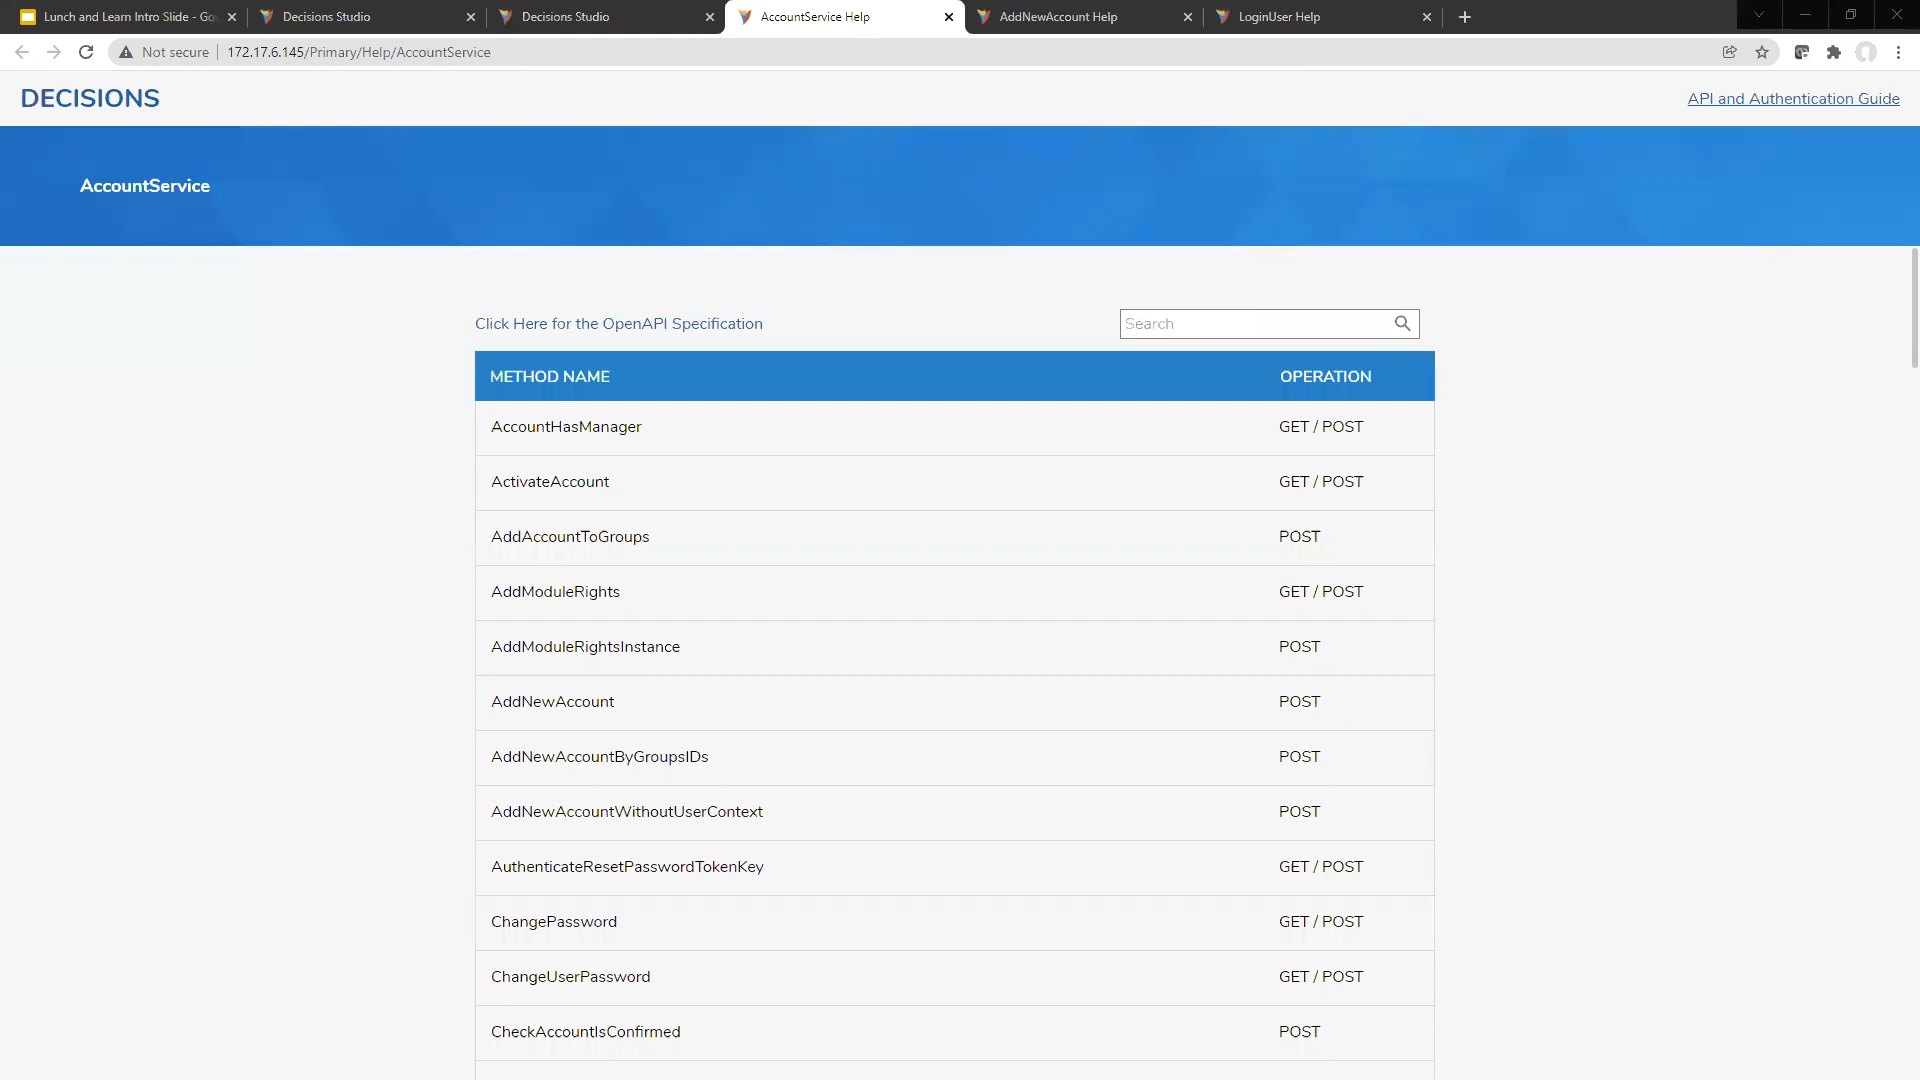 Lunch and Learn Intro Slide - Go
Decisions Studio
Decisions Studio
AccountService Help
AddNewAccount Help
LoginUser Help
Not secure
172.17.6.145/Primary/Help/AccountService
DECISIONS
API and Authentication Guide
AccountService
Click Here for the OpenAPI Specification
Search
METHOD NAME OPERATION
AccountHasManager GET / POST
ActivateAccount GET / POST
AddAccountToGroups POST
AddModuleRights GET / POST
AddModuleRightsInstance POST
AddNewAccount POST
AddNewAccountByGroupsIDs POST
AddNewAccountWithoutUserContext POST
AuthenticateResetPasswordTokenKey GET / POST
ChangePassword GET / POST
ChangeUserPassword GET / POST
CheckAccountIsConfirmed POST